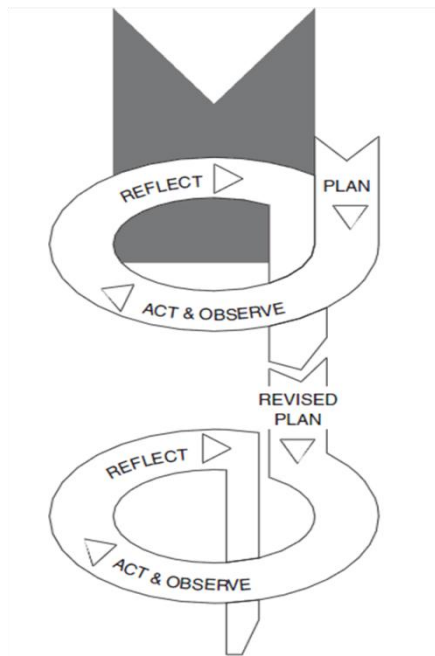 REFLECT
PLAN
ACT & OBSERVE
REVISED
PLAN
REFLECT
ACT & OBSERVE